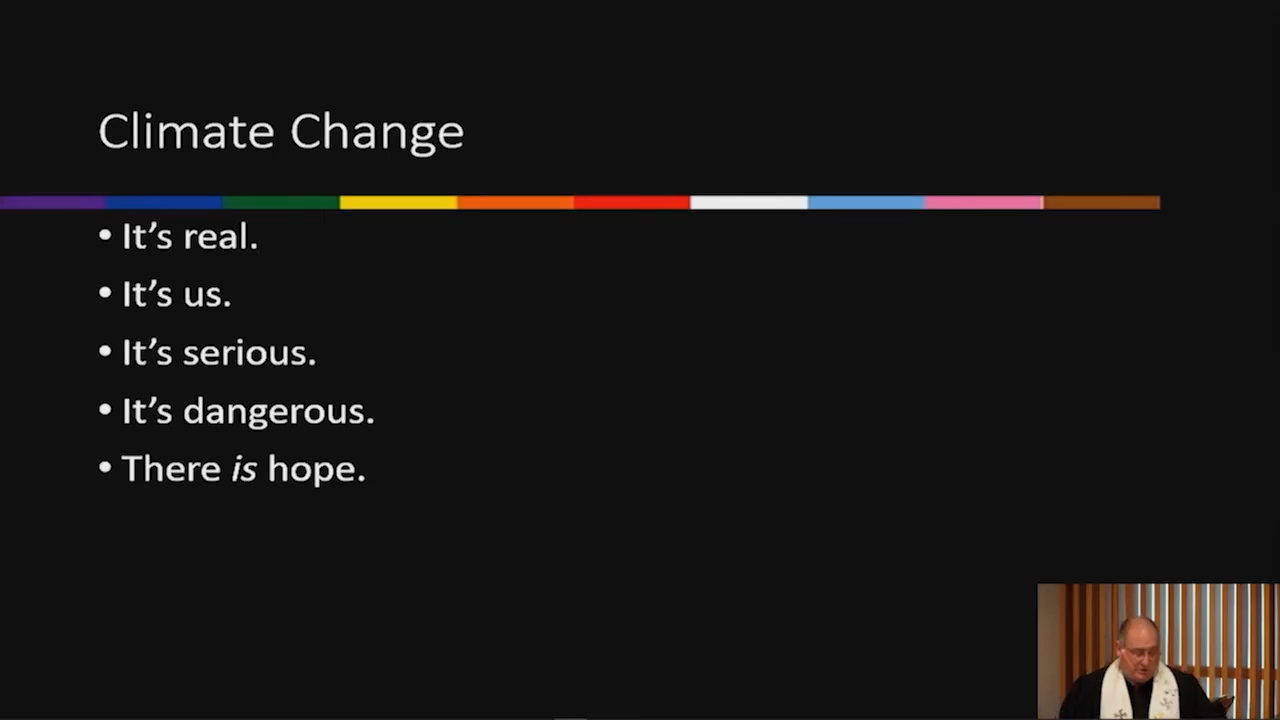 Climate Change
• It’s real.
• It’s us.
• It’s serious.
• It’s dangerous.
• There is hope.